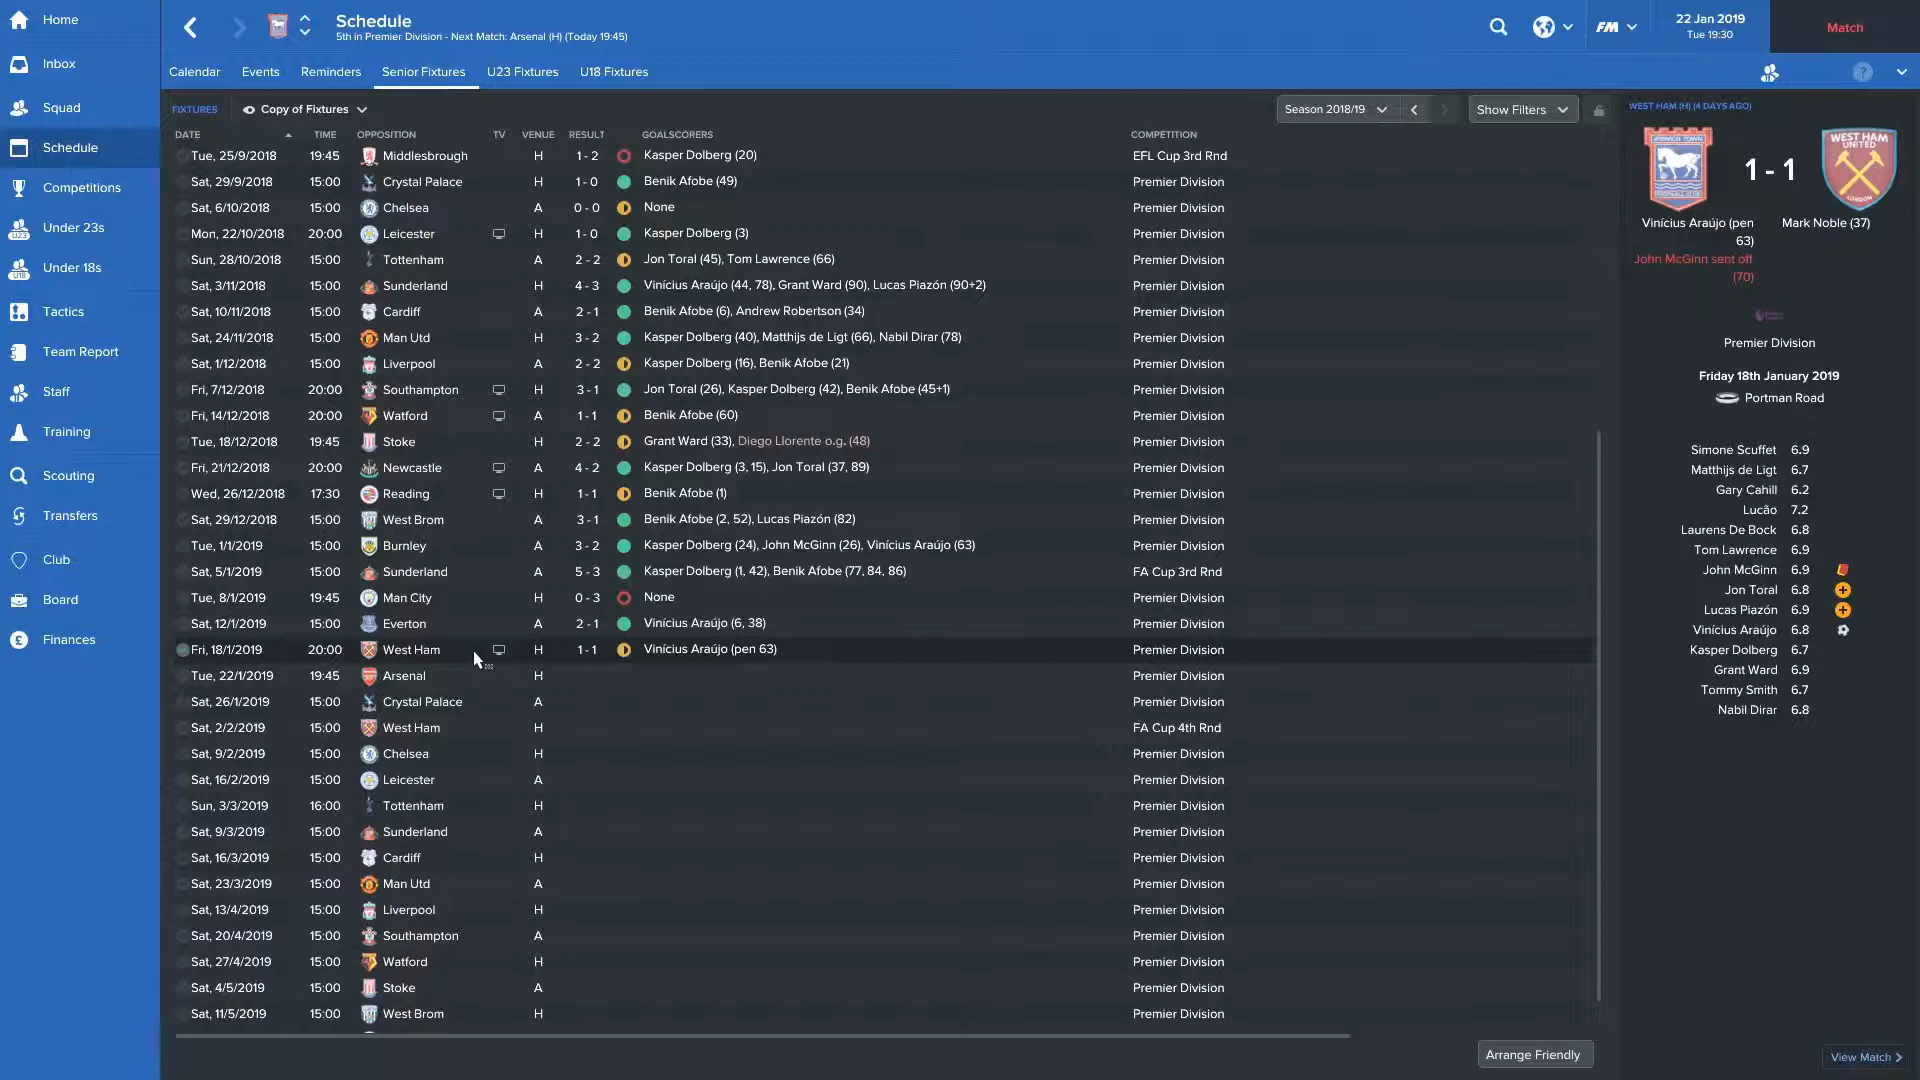 Home
Inbox
Squad
Schedule
Competitions
Under 23s
Under 18s
Tactics
Team Report
Staff
Training
Scouting
Transfers
Club
Board
Finances
Schedule
5th in Premier Division - Next Match: Arsenal (H) (Today 19:45)
FM
22 Jan 2019
Tue 19:30
Match
Calendar Events Reminders Senior Fixtures U23 Fixtures U18 Fixtures
FIXTURES Copy of Fixtures Season 2018/19 Show Filters
DATE TIME OPPOSITION TV VENUE RESULT GOALSCORERS COMPETITION
Tue, 25/9/2018 19:45 Middlesbrough H 1 - 2 Kasper Dolberg (20) EFL Cup 3rd Rnd
Sat, 29/9/2018 15:00 Crystal Palace H 1 - 0 Benik Afobe (49) Premier Division
Sat, 6/10/2018 15:00 Chelsea A 0 - 0 None Premier Division
Mon, 22/10/2018 20:00 Leicester H 1 - 0 Kasper Dolberg (3) Premier Division
Sun, 28/10/2018 15:00 Tottenham A 2 - 2 Jon Toral (45), Tom Lawrence (66) Premier Division
Sat, 3/11/2018 15:00 Sunderland H 4 - 3 Vinícius Araújo (44, 78), Grant Ward (90), Lucas Piazón (90+2) Premier Division
Sat, 10/11/2018 15:00 Cardiff A 2 - 1 Benik Afobe (6), Andrew Robertson (34) Premier Division
Sat, 24/11/2018 15:00 Man Utd H 3 - 2 Kasper Dolberg (40), Matthijs de Ligt (66), Nabil Dirar (78) Premier Division
Sat, 1/12/2018 15:00 Liverpool A 2 - 2 Kasper Dolberg (16), Benik Afobe (21) Premier Division
Fri, 7/12/2018 20:00 Southampton H 3 - 1 Jon Toral (26), Kasper Dolberg (42), Benik Afobe (45+1) Premier Division
Fri, 14/12/2018 20:00 Watford A 1 - 1 Benik Afobe (60) Premier Division
Tue, 18/12/2018 19:45 Stoke H 2 - 2 Grant Ward (33), Diego Llorente o.g. (48) Premier Division
Fri, 21/12/2018 20:00 Newcastle A 4 - 2 Kasper Dolberg (3, 15), Jon Toral (37, 89) Premier Division
Wed, 26/12/2018 17:30 Reading H 1 - 1 Benik Afobe (1) Premier Division
Sat, 29/12/2018 15:00 West Brom A 3 - 1 Benik Afobe (2, 52), Lucas Piazón (82) Premier Division
Tue, 1/1/2019 15:00 Burnley A 3 - 2 Kasper Dolberg (24), John McGinn (26), Vinícius Araújo (63) Premier Division
Sat, 5/1/2019 15:00 Sunderland A 5 - 3 Kasper Dolberg (1, 42), Benik Afobe (77, 84, 86) FA Cup 3rd Rnd
Tue, 8/1/2019 19:45 Man City H 0 - 3 None Premier Division
Sat, 12/1/2019 15:00 Everton A 2 - 1 Vinícius Araújo (6, 38) Premier Division
Fri, 18/1/2019 20:00 West Ham H 1 - 1 Vinícius Araújo (pen 63) Premier Division
Tue, 22/1/2019 19:45 Arsenal H Premier Division
Sat, 26/1/2019 15:00 Crystal Palace A Premier Division
Sat, 2/2/2019 15:00 West Ham H FA Cup 4th Rnd
Sat, 9/2/2019 15:00 Chelsea H Premier Division
Sat, 16/2/2019 15:00 Leicester A Premier Division
Sun, 3/3/2019 16:00 Tottenham H Premier Division
Sat, 9/3/2019 15:00 Sunderland A Premier Division
Sat, 16/3/2019 15:00 Cardiff H Premier Division
Sat, 23/3/2019 15:00 Man Utd A Premier Division
Sat, 13/4/2019 15:00 Liverpool H Premier Division
Sat, 20/4/2019 15:00 Southampton A Premier Division
Sat, 27/4/2019 15:00 Watford H Premier Division
Sat, 4/5/2019 15:00 Stoke A Premier Division
Sat, 11/5/2019 15:00 West Brom H Premier Division
Arrange Friendly
WEST HAM (H) (4 DAYS AGO)
IPSWICH TOWN
FOOTBALL CLUB
1 - 1
WEST HAM
UNITED
LONDON
Vinícius Araújo (pen
63)
Mark Noble (37)
John McGinn sent off
(70)
Premier Division
Friday 18th January 2019
Portman Road
Simone Scuffet 6.9
Matthijs de Ligt 6.7
Gary Cahill 6.2
Lucão 7.2
Laurens De Bock 6.8
Tom Lawrence 6.9
John McGinn 6.9
Jon Toral 6.8
Lucas Piazón 6.9
Vinícius Araújo 6.8
Kasper Dolberg 6.7
Grant Ward 6.9
Tommy Smith 6.7
Nabil Dirar 6.8
View Match